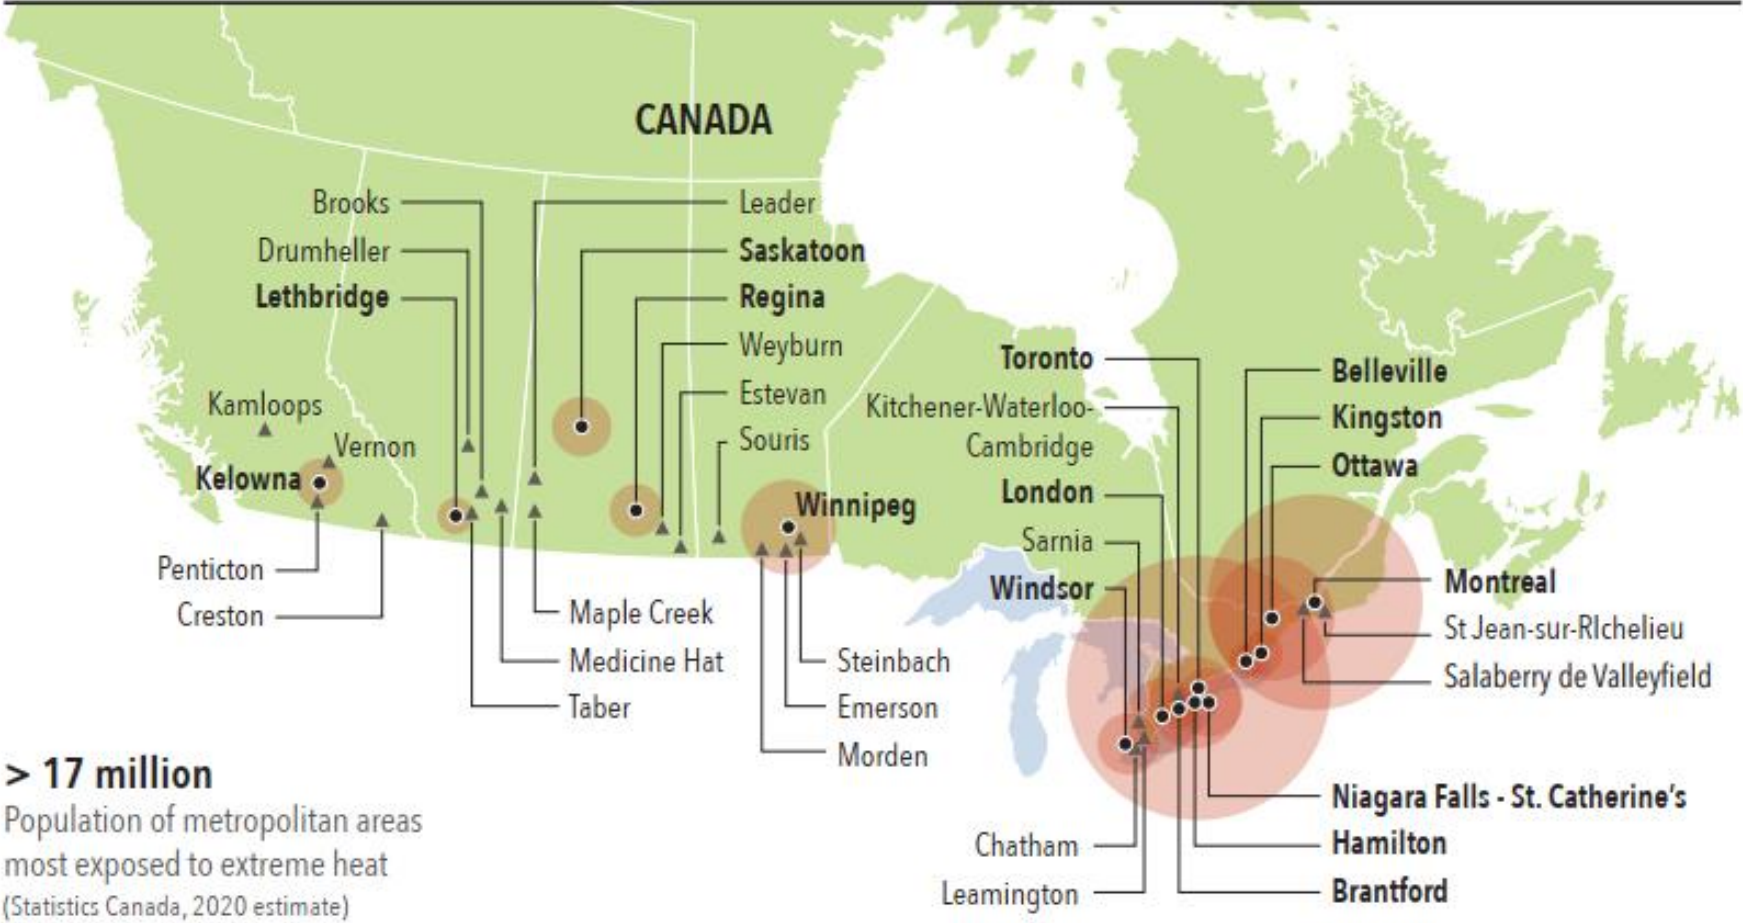 CANADA
Brooks
Drumheller
Lethbridge
Leader
Saskatoon
Regina
Weyburn
Estevan
Souris
Kamloops
Vernon
Kelowna
Winnipeg
Penticton
Creston
Maple Creek
Medicine Hat
Taber
Steinbach
Emerson
Morden
Toronto
Kitchener-Waterloo-
Cambridge
London
Sarnia
Windsor
Belleville
Kingston
Ottawa
Montreal
St Jean-sur-RIchelieu
Salaberry de Valleyfield
Niagara Falls - St. Catherine's
Hamilton
Brantford
Chatham
Leamington
> 17 million
Population of metropolitan areas
most exposed to extreme heat
(Statistics Canada, 2020 estimate)